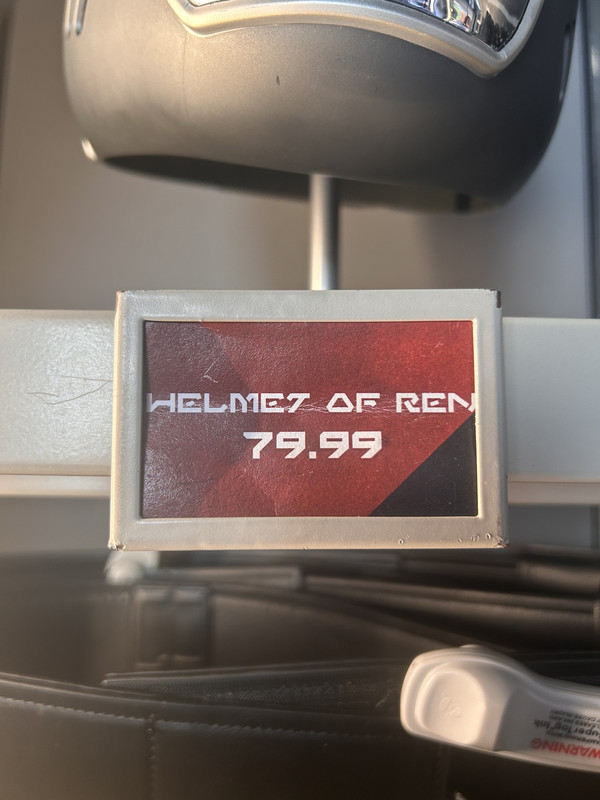 HELMET OF REN
79.99
WARNING